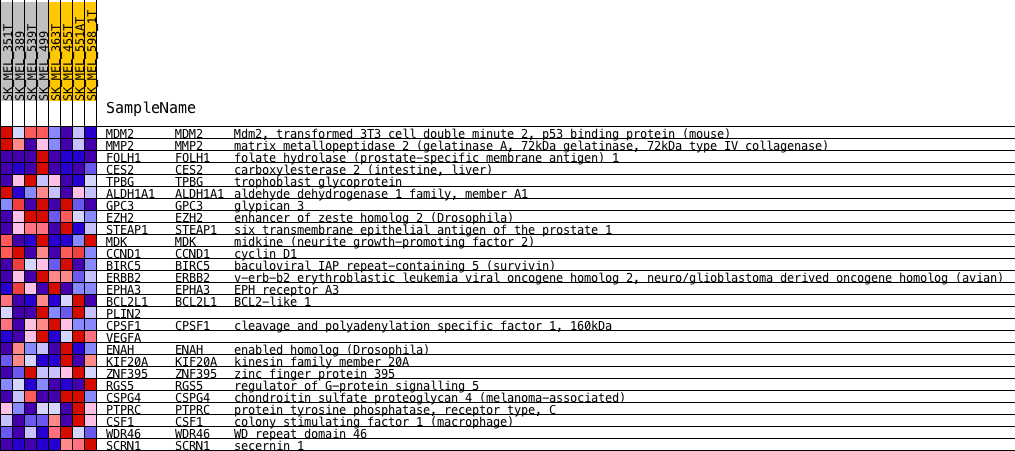 SK_MEL_351T
SK_MEL_389
SK_MEL_539T
SK_MEL_499
SK_MEL_363T
SK_MEL_455T
SK_MEL_551AT
SK_MEL_598_1T
SampleName
MDM2 MDM2 Mdm2, transformed 3T3 cell double minute 2, p53 binding protein (mouse)
MMP2 MMP2 matrix metallopeptidase 2 (gelatinase A, 72kDa gelatinase, 72kDa type IV collagenase)
FOLH1 FOLH1 folate hydrolase (prostate-specific membrane antigen) 1
CES2 CES2 carboxylesterase 2 (intestine, liver)
TPBG TPBG trophoblast glycoprotein
ALDH1A1 ALDH1A1 aldehyde dehydrogenase 1 family, member A1
GPC3 GPC3 glypican 3
EZH2 EZH2 enhancer of zeste homolog 2 (Drosophila)
STEAP1 STEAP1 six transmembrane epithelial antigen of the prostate 1
MDK MDK midkine (neurite growth-promoting factor 2)
CCND1 CCND1 cyclin D1
BIRC5 BIRC5 baculoviral IAP repeat-containing 5 (survivin)
ERBB2 ERBB2 v-erb-b2 erythroblastic leukemia viral oncogene homolog 2, neuro/glioblastoma derived oncogene homolog (avian)
EPHA3 EPHA3 EPH receptor A3
BCL2L1 BCL2L1 BCL2-like 1
PLIN2
CPSF1 CPSF1 cleavage and polyadenylation specific factor 1, 160kDa
VEGFA
ENAH ENAH enabled homolog (Drosophila)
KIF20A KIF20A kinesin family member 20A
ZNF395 ZNF395 zinc finger protein 395
RGS5 RGS5 regulator of G-protein signalling 5
CSPG4 CSPG4 chondroitin sulfate proteoglycan 4 (melanoma-associated)
PTPRC PTPRC protein tyrosine phosphatase, receptor type, C
CSF1 CSF1 colony stimulating factor 1 (macrophage)
WDR46 WDR46 WD repeat domain 46
SCRN1 SCRN1 secernin 1